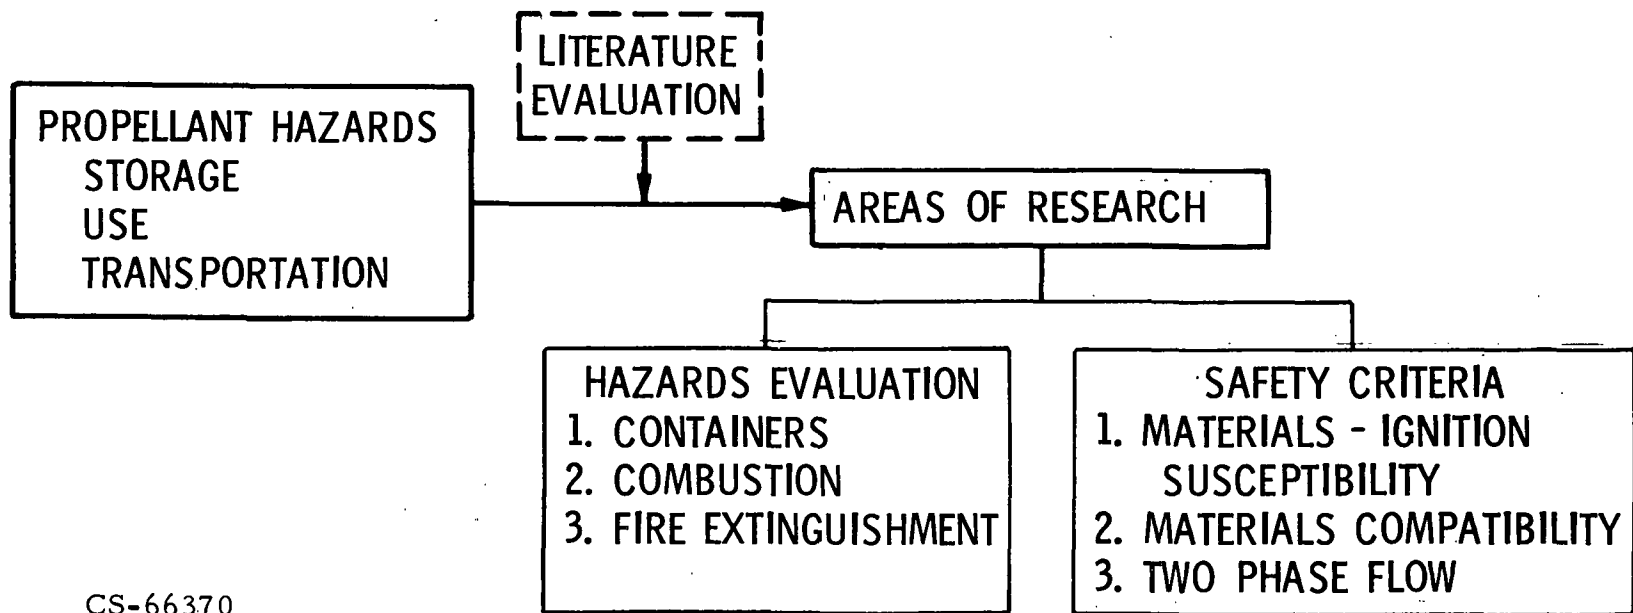 LITERATURE
EVALUATION
PROPELLANT HAZARDS
STORAGE
USE
TRANSPORTATION
AREAS OF RESEARCH
HAZARDS EVALUATION
1. CONTAINERS
2. COMBUSTION
3. FIRE EXTINGUISHMENT
SAFETY CRITERIA
1. MATERIALS - IGNITION
SUSCEPTIBILITY
2. MATERIALS COMPATIBILITY
3. TWO PHASE FLOW
CS-66370